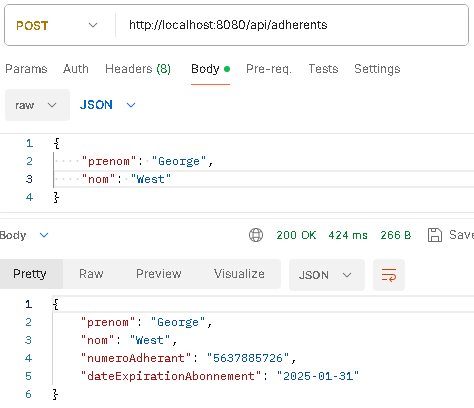 POST http://localhost:8080/api/adherents
Params Auth Headers (8) Body Pre-req. Tests Settings
raw JSON
1 {
2 "prenom": "George",
3 "nom": "West"
4 }
Body 200 OK 424 ms 266 B Save
Pretty Raw Preview Visualize JSON
1 {
2 "prenom": "George",
3 "nom": "West",
4 "numeroAdherant": "5637885726",
5 "dateExpirationAbonnement": "2025-01-31"
6 }